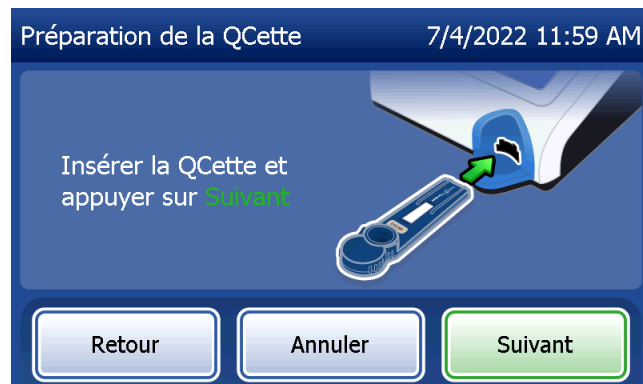 Préparation de la QCette
7/4/2022 11:59 AM
Insérer la QCette et
appuyer sur Suivant
Retour
Annuler
Suivant